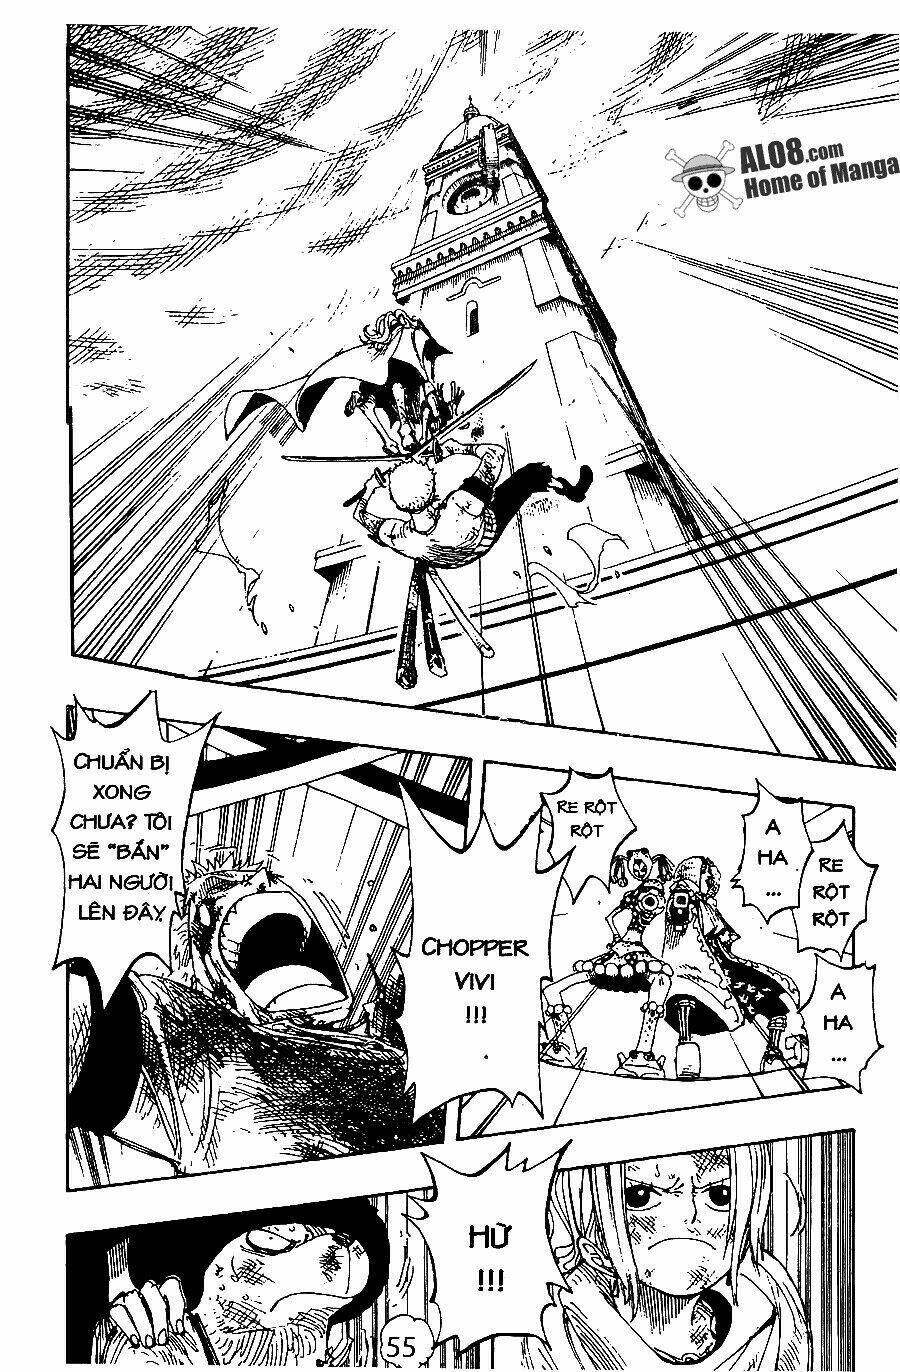 AL08.com
Home of Manga
RE RỘT
RỘT
A
HA
...
RE
RỘT
RỘT
A
HA
...
CHOPPER
VIVI
!!!
CHUẨN BỊ
XONG
CHƯA? TÔI
SẼ "BẮN"
HAI NGƯỜI
LÊN ĐÂY.
HỪ
!!!
55